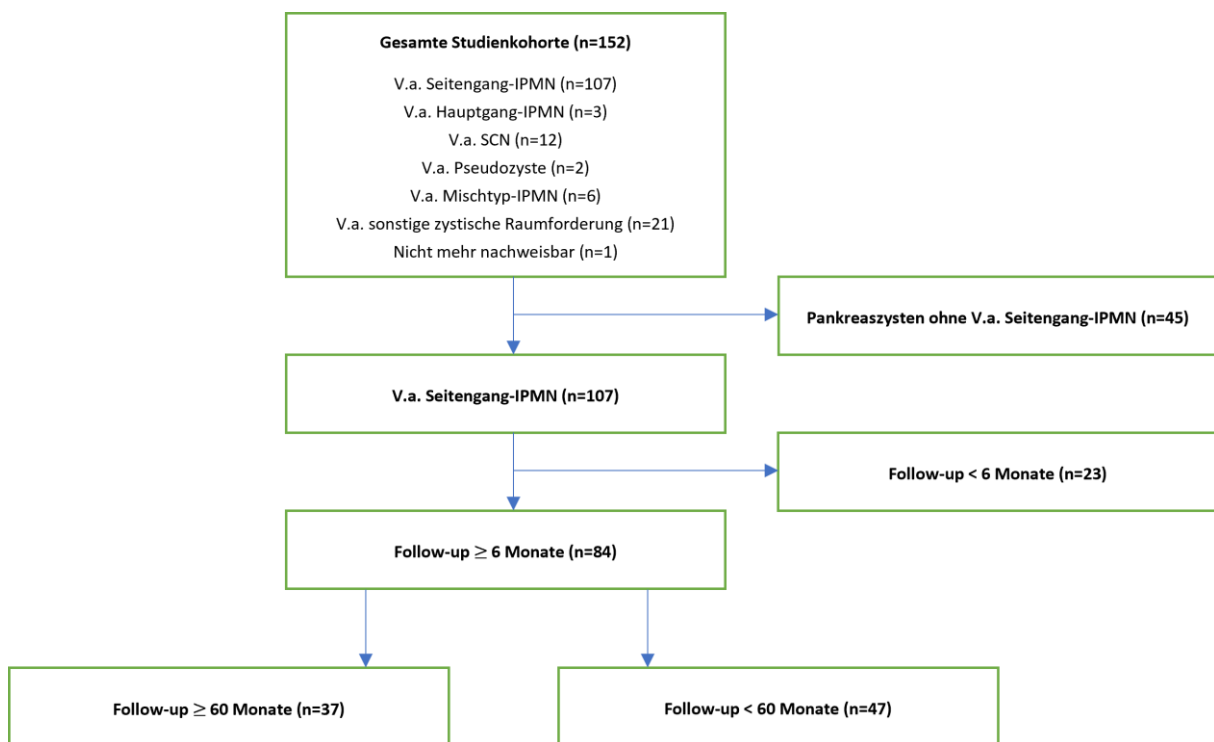 Gesamte Studienkohorte (n=152)
V.a. Seitengang-IPMN (n=107)
V.a. Hauptgang-IPMN (n=3)
V.a. SCN (n=12)
V.a. Pseudozyste (n=2)
V.a. Mischtyp-IPMN (n=6)
V.a. sonstige zystische Raumforderung (n=21)
Nicht mehr nachweisbar (n=1)
Pankreaszysten ohne V.a. Seitengang-IPMN (n=45)
V.a. Seitengang-IPMN (n=107)
Follow-up < 6 Monate (n=23)
Follow-up ≥ 6 Monate (n=84)
Follow-up ≥ 60 Monate (n=37)
Follow-up < 60 Monate (n=47)